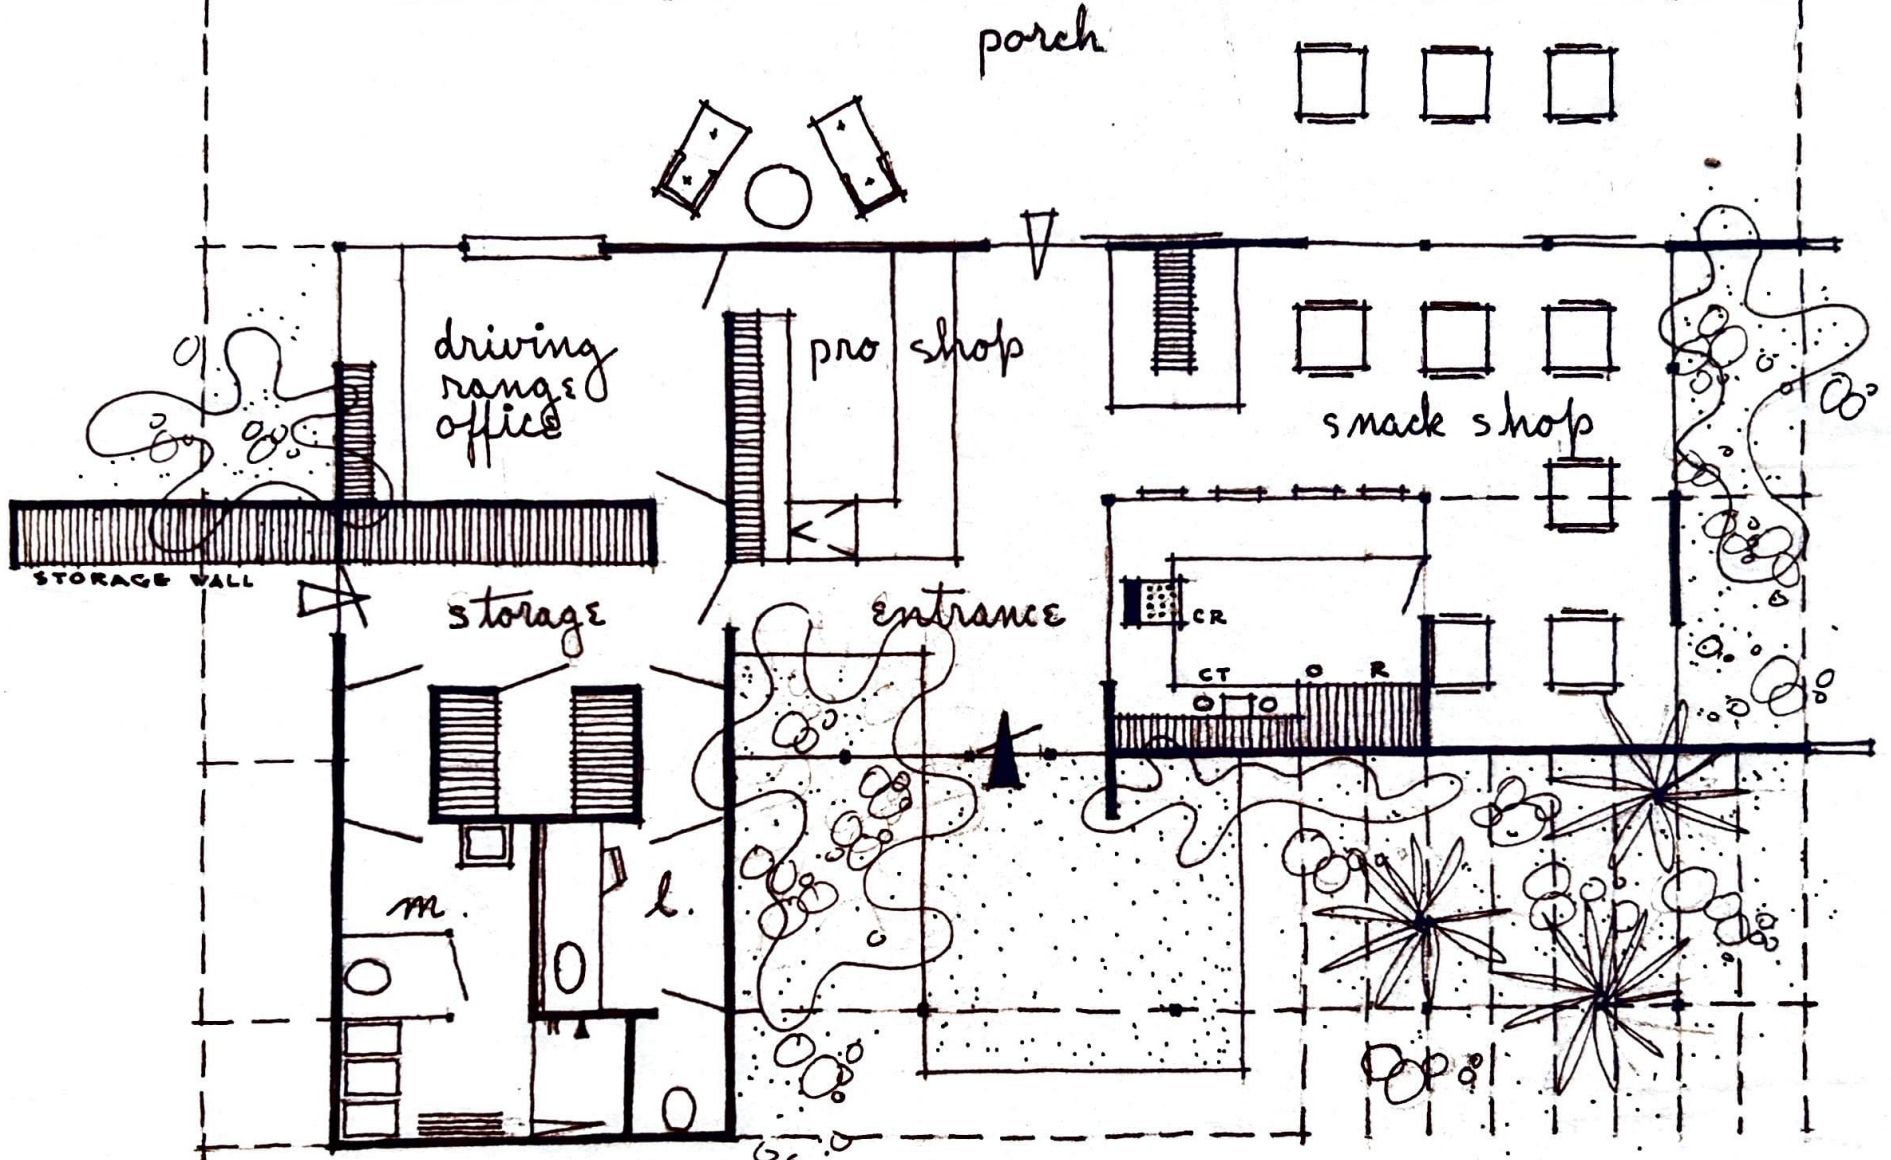 porch
driving
range
office
pro shop
snack shop
STORAGE WALL
storage
entrance
CR
CT
O
R
m.
l.